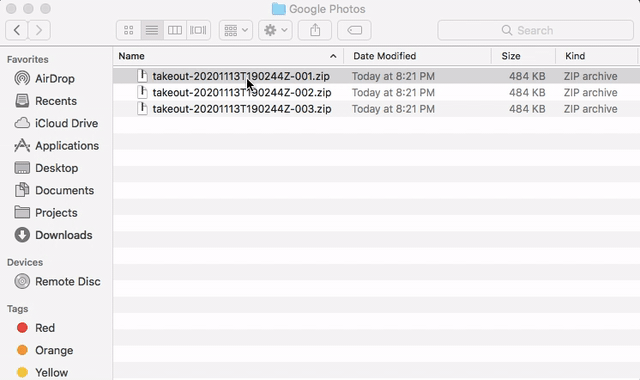 Google Photos
Search
Favorites
AirDrop
Recents
iCloud Drive
Applications
Desktop
Documents
Projects
Downloads
Devices
Remote Disc
Tags
Red
Orange
Yellow
Name Date Modified Size Kind
takeout-20201113T190244Z-001.zip Today at 8:21 PM 484 KB ZIP archive
takeout-20201113T190244Z-002.zip Today at 8:21 PM 484 KB ZIP archive
takeout-20201113T190244Z-003.zip Today at 8:21 PM 484 KB ZIP archive